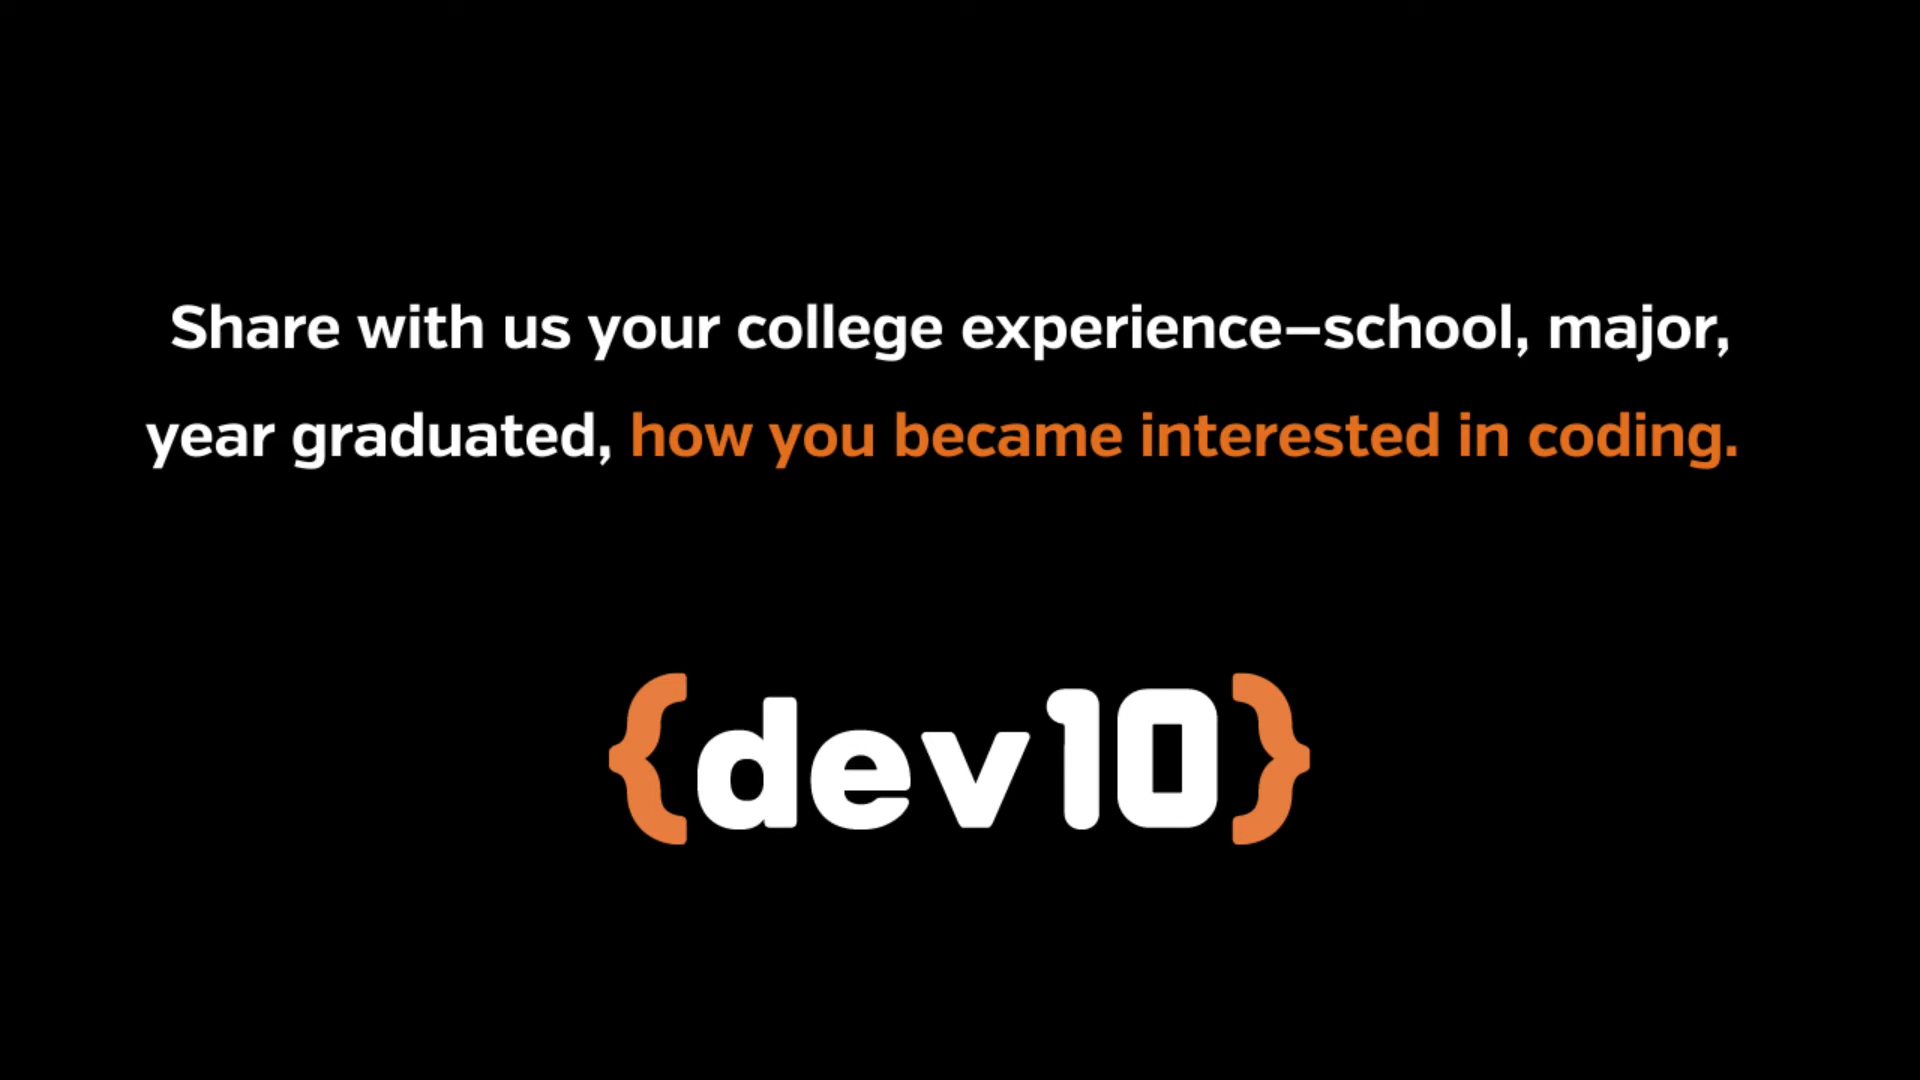 Share with us your college experience–school, major,
year graduated, how you became interested in coding.
{dev10}